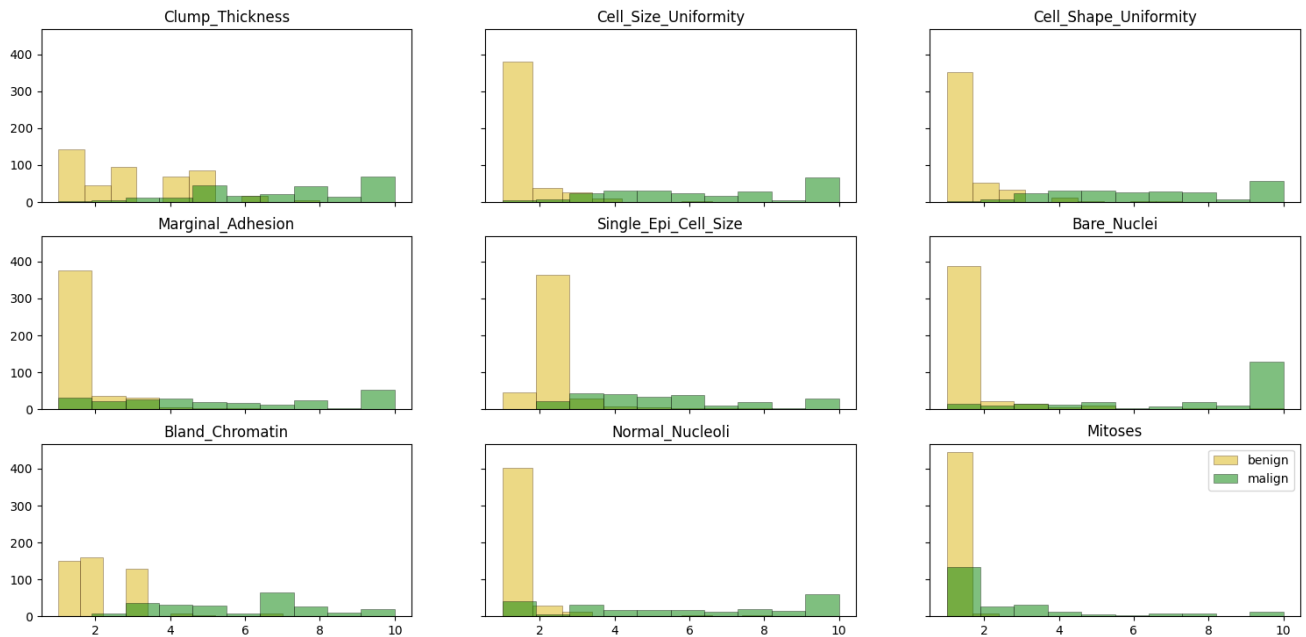 Clump_Thickness
Cell_Size_Uniformity
Cell_Shape_Uniformity
400
300
200
100
0
Marginal_Adhesion
Single_Epi_Cell_Size
Bare_Nuclei
400
300
200
100
0
Bland_Chromatin
Normal_Nucleoli
Mitoses
benign
malign
400
300
200
100
0
2 4 6 8 10
2 4 6 8 10
2 4 6 8 10